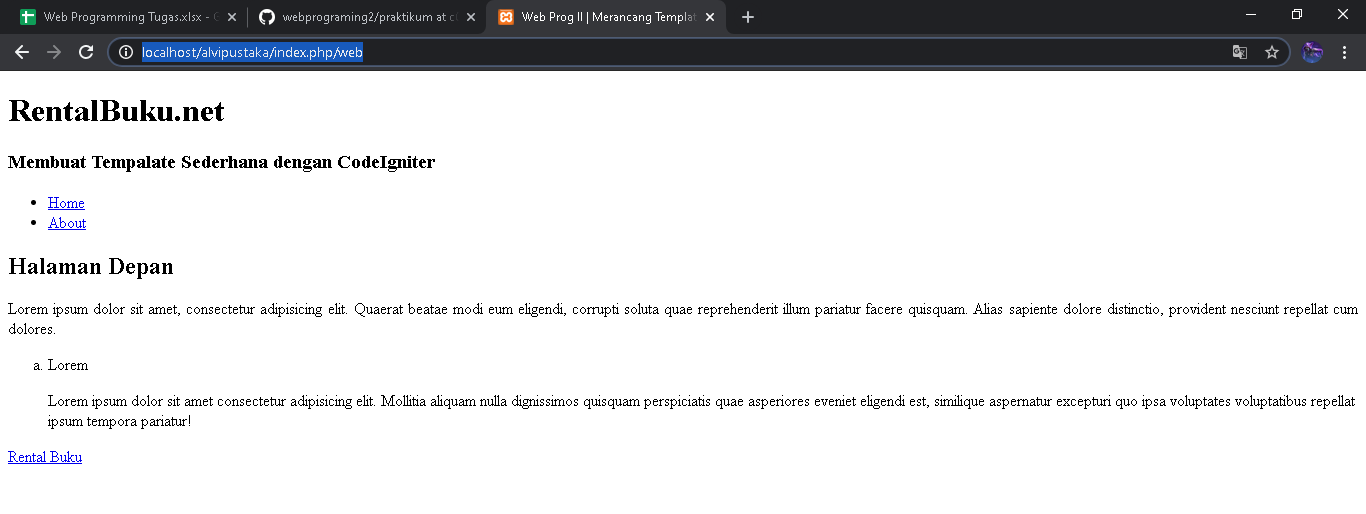 Web Programming Tugas.xlsx - G
webprograming2/praktikum at c
Web Prog II | Merancang Templat
localhost/alvipustaka/index.php/web
RentalBuku.net
Membuat Tempalate Sederhana dengan CodeIgniter
Home
About
Halaman Depan
Lorem ipsum dolor sit amet, consectetur adipisicing elit. Quaerat beatae modi eum eligendi, corrupti soluta quae reprehenderit illum pariatur facere quisquam. Alias sapiente dolore distinctio, provident nesciunt repellat cum
dolores.
a. Lorem
Lorem ipsum dolor sit amet consectetur adipisicing elit. Mollitia aliquam nulla dignissimos quisquam perspiciatis quae asperiores eveniet eligendi est, similique aspernatur excepturi quo ipsa voluptates voluptatibus repellat
ipsum tempora pariatur!
Rental Buku